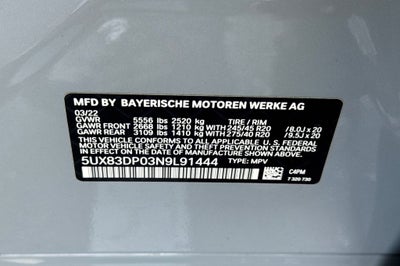 MFD BY BAYERISCHE MOTOREN WERKE AG
03/22
GVWR 5556 lbs 2520 kg TIRE / RIM
GAWR FRONT 2668 lbs 1210 kg WITH 245/45 R20 / 8.0J x 20
GAWR REAR 3109 lbs 1410 kg WITH 275/40 R20 / 9.5J x 20
THIS VEHICLE CONFORMS TO ALL APPLICABLE U. S. FEDERAL
MOTOR VEHICLE SAFETY STANDARDS IN EFFECT ON THE
DATE OF MANUFACTURE SHOWN ABOVE.
5UX83DP03N9L91444 TYPE: MPV
C4PM
7 320 730